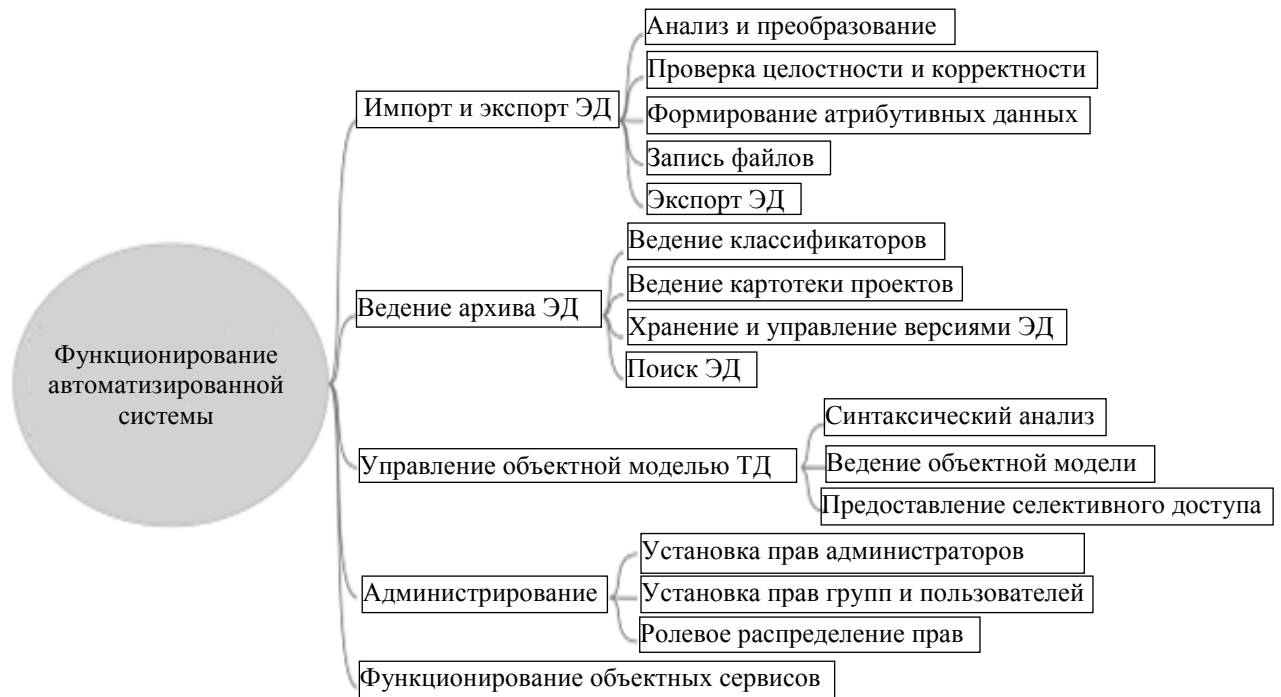 Функционирование
автоматизированной
системы
Импорт и экспорт ЭД
Анализ и преобразование
Проверка целостности и корректности
Формирование атрибутивных данных
Запись файлов
Экспорт ЭД
Ведение архива ЭД
Ведение классификаторов
Ведение картотеки проектов
Хранение и управление версиями ЭД
Поиск ЭД
Управление объектной моделью ТД
Синтаксический анализ
Ведение объектной модели
Предоставление селективного доступа
Администрирование
Установка прав администраторов
Установка прав групп и пользователей
Ролевое распределение прав
Функционирование объектных сервисов